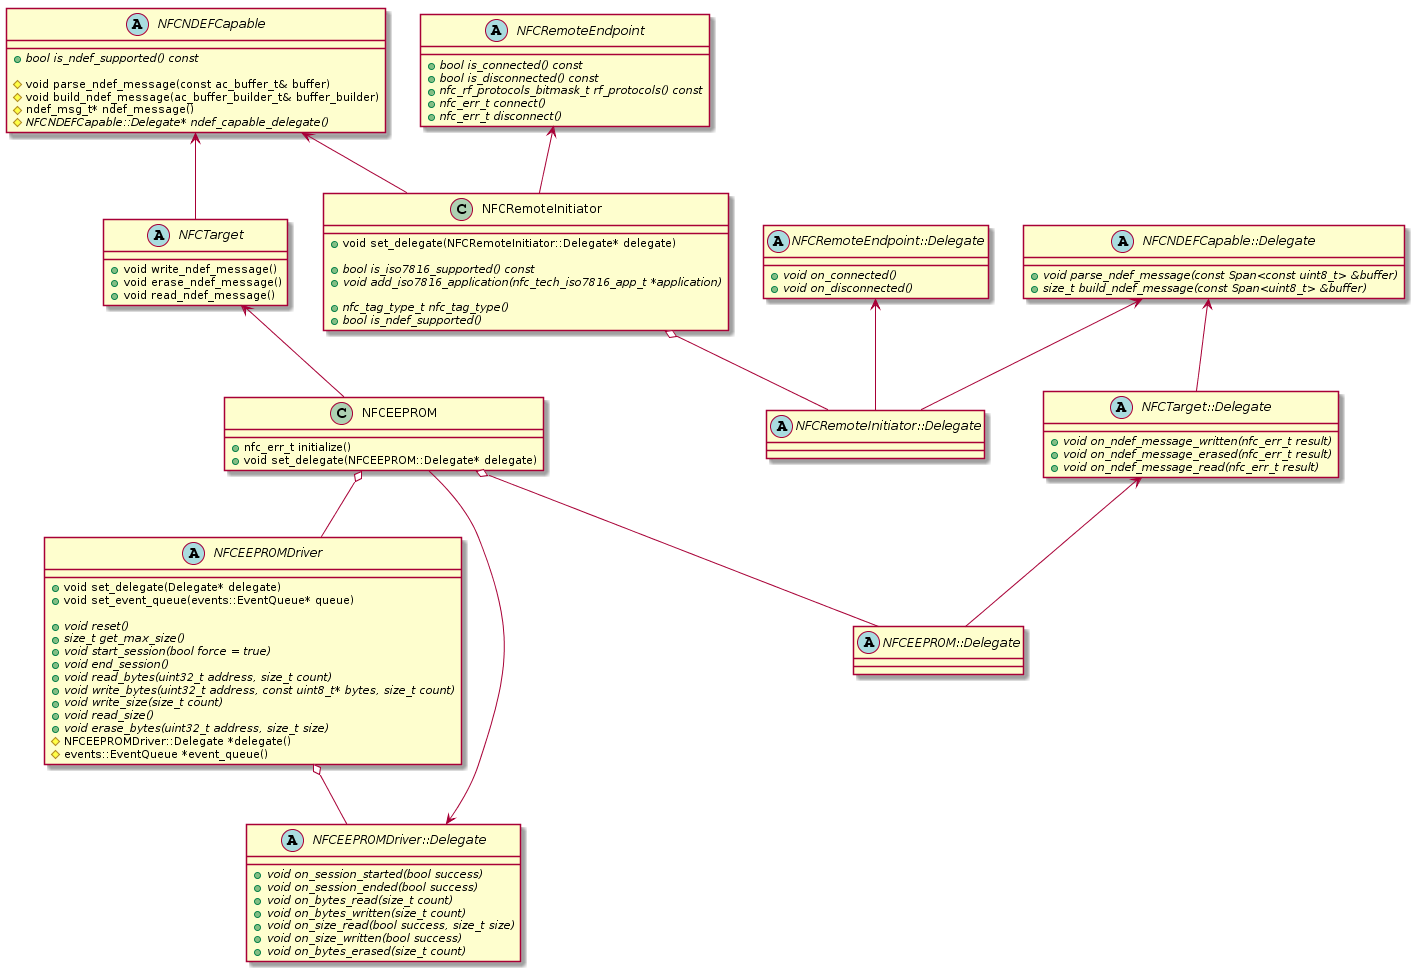 A NFCNDEFCapable
bool is_ndef_supported() const
void parse_ndef_message(const ac_buffer_t& buffer)
void build_ndef_message(ac_buffer_builder_t& buffer_builder)
ndef_msg_t* ndef_message()
NFCNDEFCapable::Delegate* ndef_capable_delegate()
A NFCRemoteEndpoint
bool is_connected() const
bool is_disconnected() const
nfc_rf_protocols_bitmask_t rf_protocols() const
nfc_err_t connect()
nfc_err_t disconnect()
A NFCTarget
void write_ndef_message()
void erase_ndef_message()
void read_ndef_message()
C NFCRemoteInitiator
void set_delegate(NFCRemoteInitiator::Delegate* delegate)
bool is_iso7816_supported() const
void add_iso7816_application(nfc_tech_iso7816_app_t *application)
nfc_tag_type_t nfc_tag_type()
bool is_ndef_supported()
A NFCRemoteEndpoint::Delegate
void on_connected()
void on_disconnected()
A NFCNDEFCapable::Delegate
void parse_ndef_message(const Span<const uint8_t> &buffer)
size_t build_ndef_message(const Span<uint8_t> &buffer)
C NFCEEPROM
nfc_err_t initialize()
void set_delegate(NFCEEPROM::Delegate* delegate)
A NFCRemoteInitiator::Delegate
A NFCTarget::Delegate
void on_ndef_message_written(nfc_err_t result)
void on_ndef_message_erased(nfc_err_t result)
void on_ndef_message_read(nfc_err_t result)
A NFCEEPROMDriver
void set_delegate(Delegate* delegate)
void set_event_queue(events::EventQueue* queue)
void reset()
size_t get_max_size()
void start_session(bool force = true)
void end_session()
void read_bytes(uint32_t address, size_t count)
void write_bytes(uint32_t address, const uint8_t* bytes, size_t count)
void write_size(size_t count)
void read_size()
void erase_bytes(uint32_t address, size_t size)
NFCEEPROMDriver::Delegate *delegate()
events::EventQueue *event_queue()
A NFCEEPROM::Delegate
A NFCEEPROMDriver::Delegate
void on_session_started(bool success)
void on_session_ended(bool success)
void on_bytes_read(size_t count)
void on_bytes_written(size_t count)
void on_size_read(bool success, size_t size)
void on_size_written(bool success)
void on_bytes_erased(size_t count)